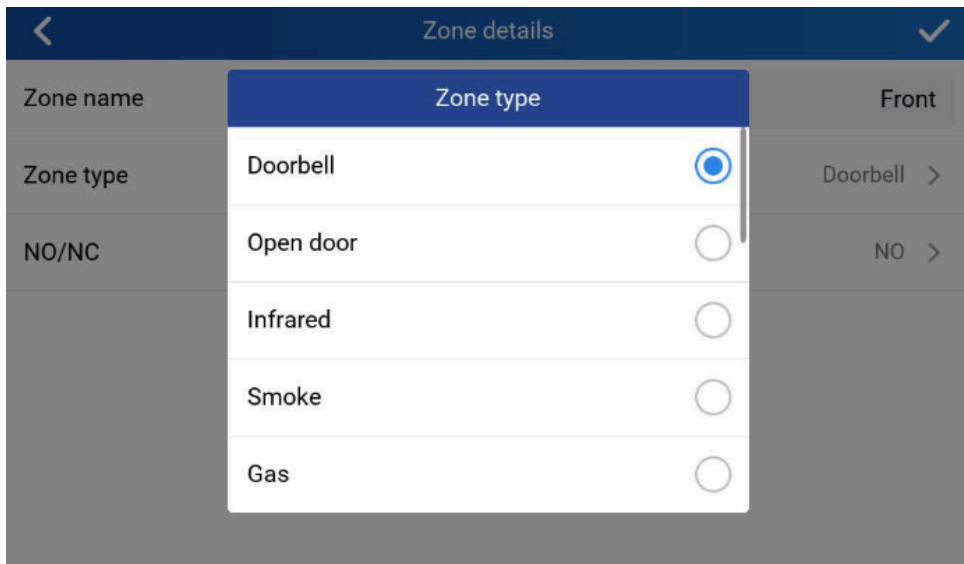 Zone details
Zone name
Front
Zone type
Doorbell
NO/NC
NO
Zone type
Doorbell
Open door
Infrared
Smoke
Gas